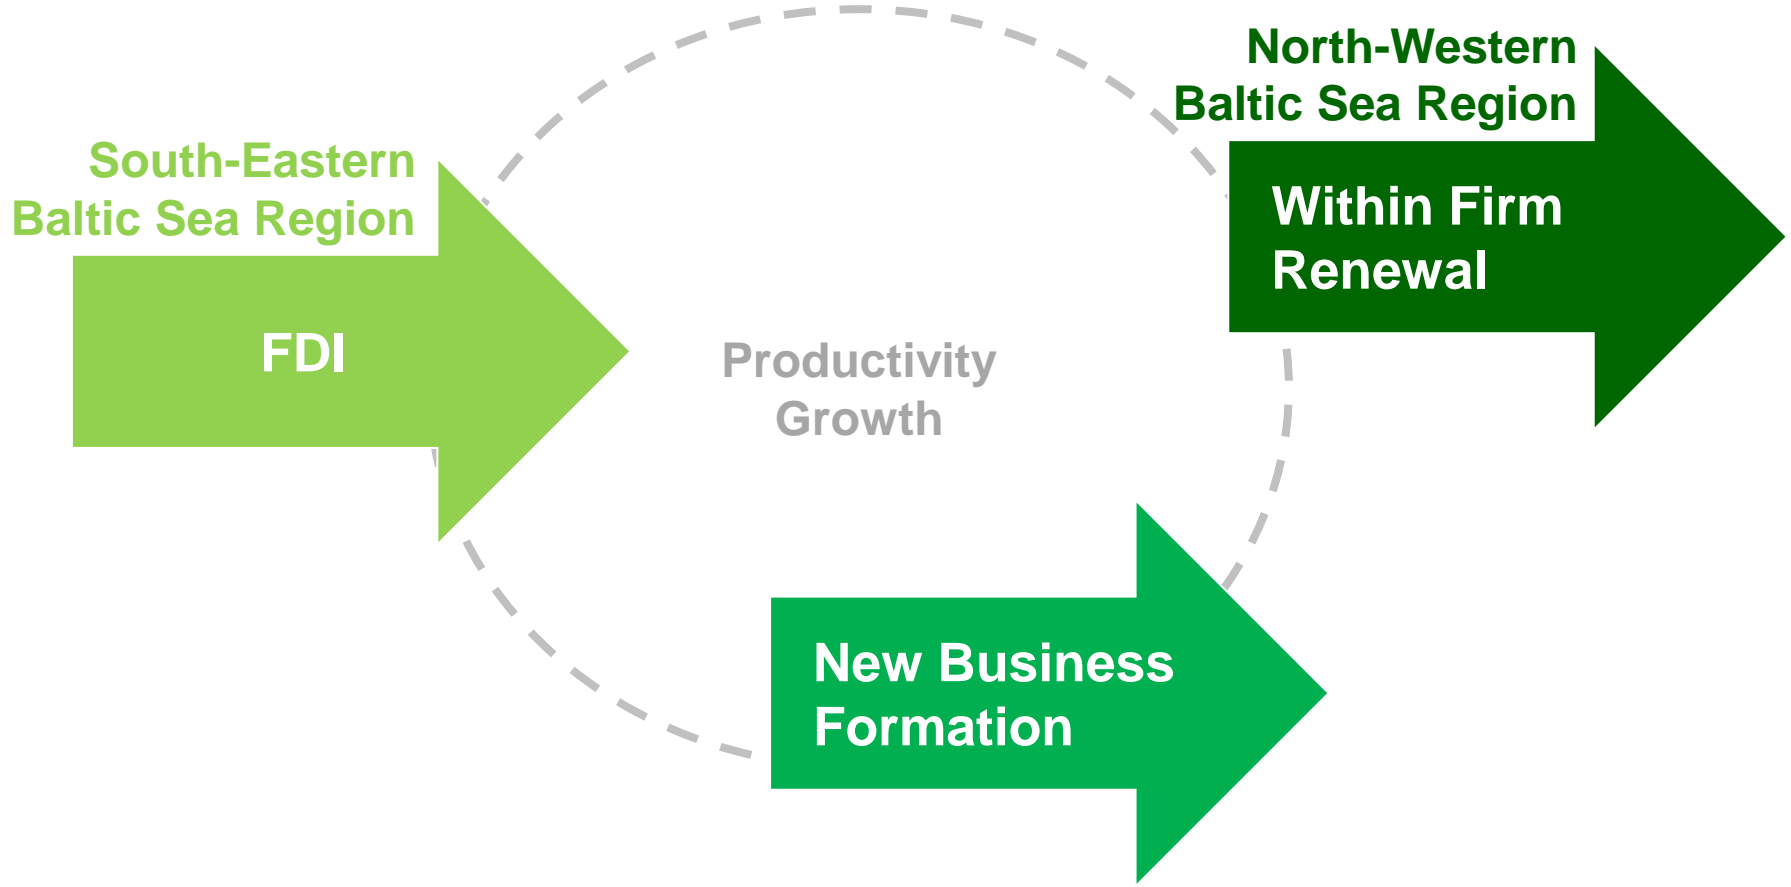 North-Western
Baltic Sea Region
South-Eastern
Baltic Sea Region
Within Firm
Renewal
FDI
Productivity
Growth
New Business
Formation